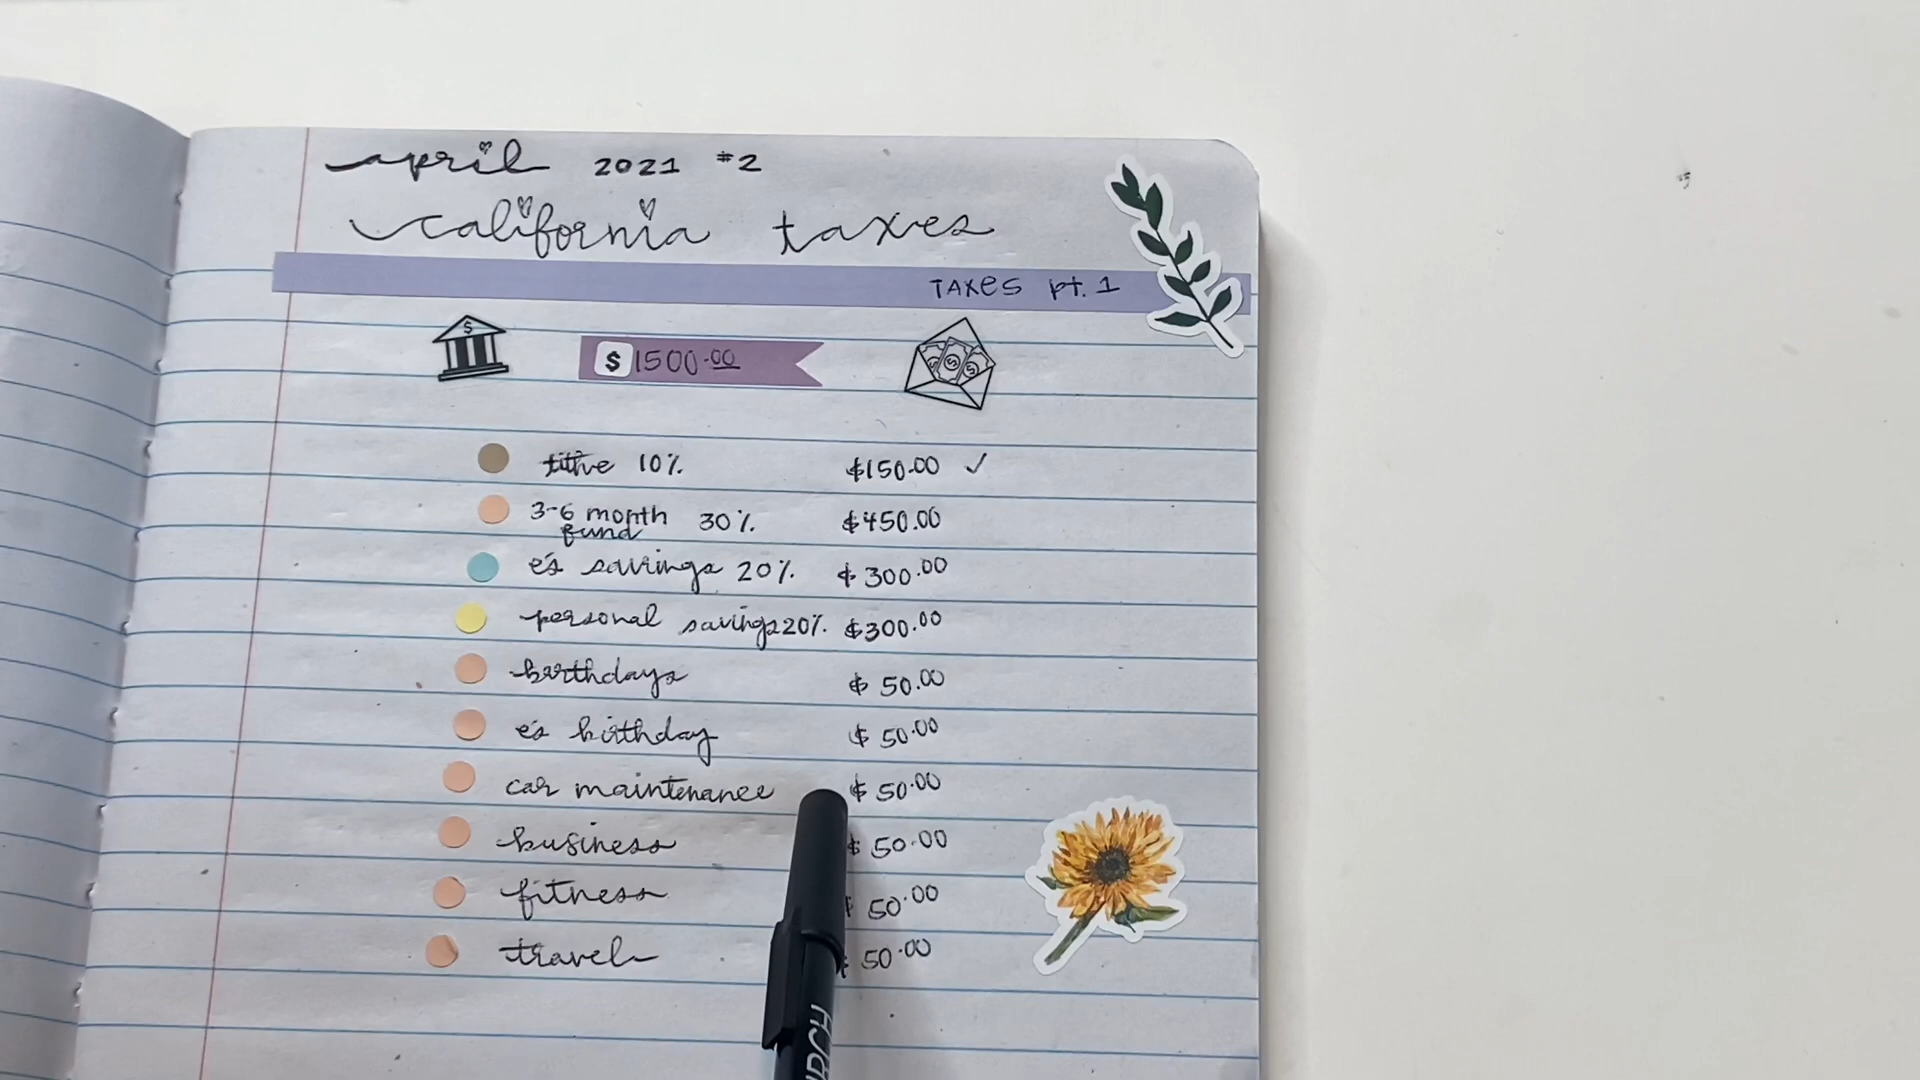 april 2021 #2
california taxes
TAXES pt. 1
$1500.00
tithe 10% $150.00 ✓
3-6 month fund 30% $450.00
e's savings 20% $300.00
personal savings 20% $300.00
birthdays $50.00
e's birthday $50.00
car maintenance $50.00
business $50.00
fitness $50.00
travel $50.00